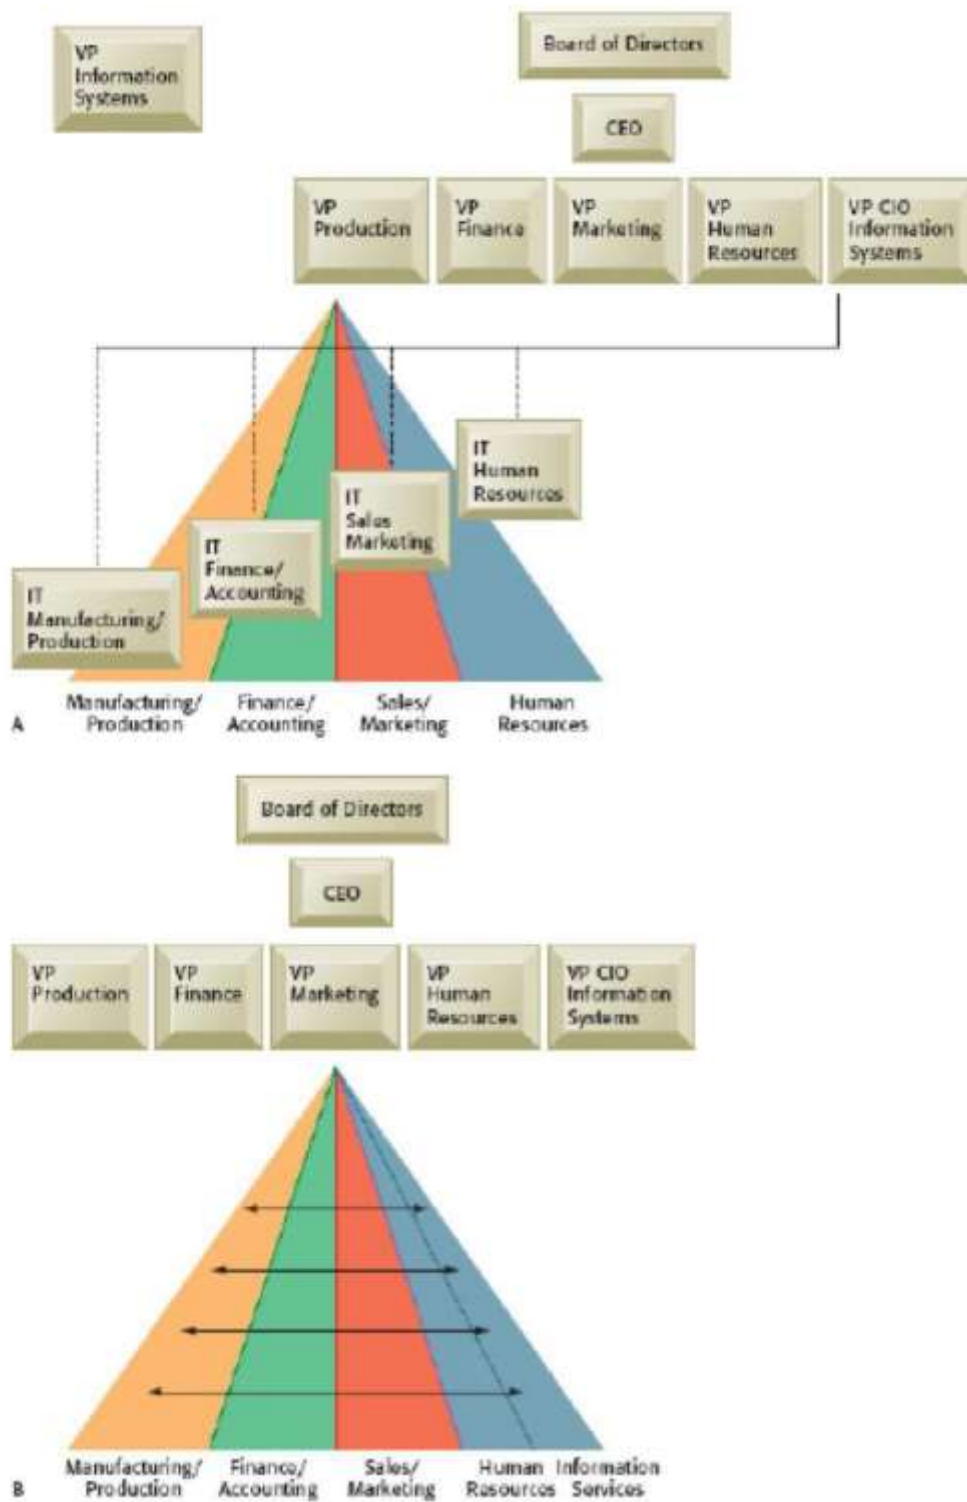 VP
Information
Systems
Board of Directors
CEO
VP
Production
VP
Finance
VP
Marketing
VP
Human
Resources
VP CIO
Information
Systems
IT
Human
Resources
IT
Sales
Marketing
IT
Finance/
Accounting
IT
Manufacturing/
Production
Manufacturing/
Production
Finance/
Accounting
Sales/
Marketing
Human
Resources
A
Board of Directors
CEO
VP
Production
VP
Finance
VP
Marketing
VP
Human
Resources
VP CIO
Information
Systems
Manufacturing/
Production
Finance/
Accounting
Sales/
Marketing
Human
Resources
Information
Services
B